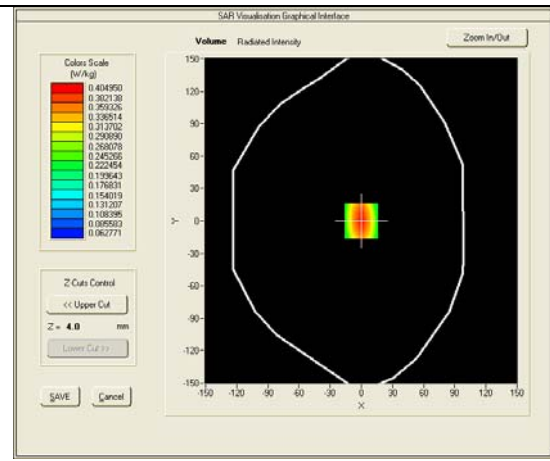 SAR Visualisation Graphical Interface
Volume Radiated Intensity
Zoom In/Out
Colors Scale
(W/kg)
0.404950
0.382138
0.359326
0.336514
0.313702
0.290890
0.268078
0.245266
0.222454
0.199643
0.176831
0.154019
0.131207
0.108395
0.085583
0.062771
Z-Cuts Control
<< Upper Cut
Z = 4.0 mm
Lower Cut >>
SAVE Cancel
150-
120-
90-
60-
30-
0-
-30-
-60-
-90-
-120-
-150-
Y
-150 -120 -90 -60 -30 0 30 60 90 120 150
X